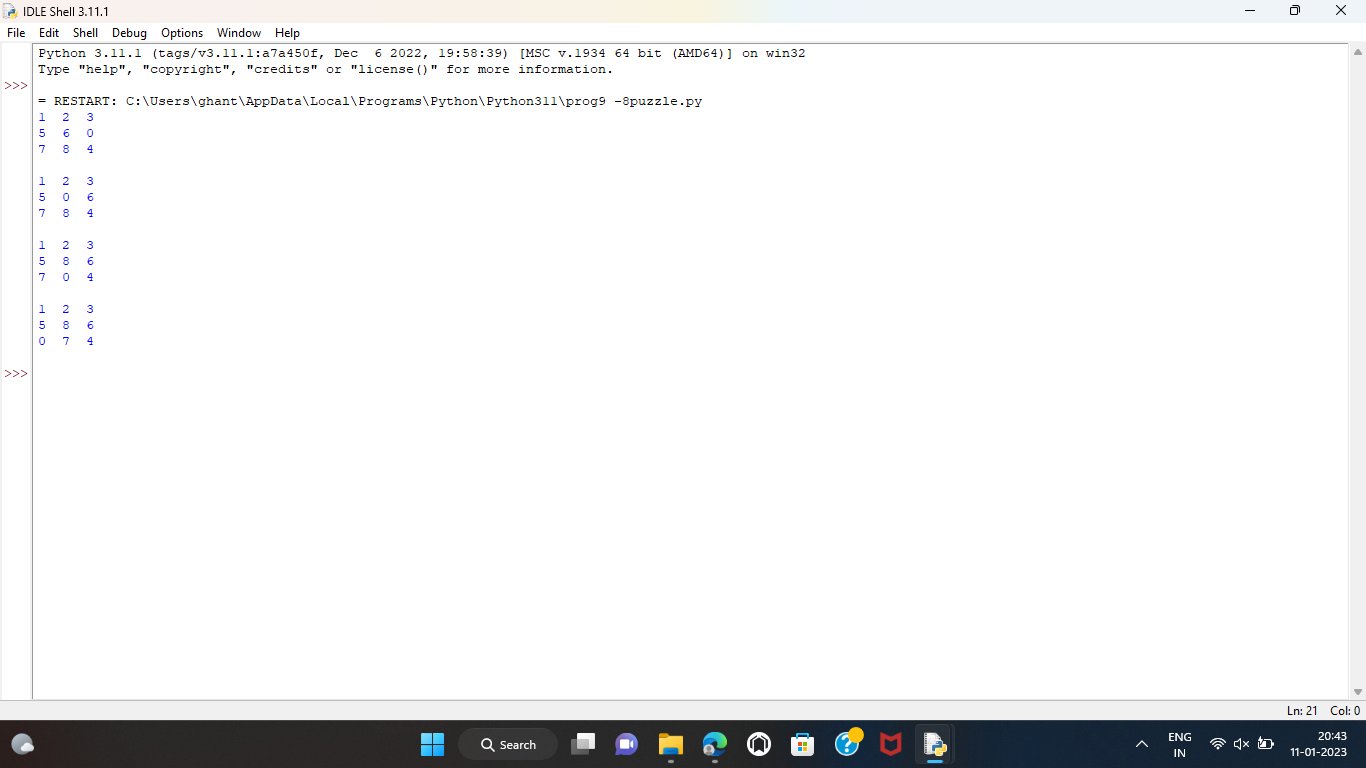 IDLE Shell 3.11.1
File Edit Shell Debug Options Window Help
Python 3.11.1 (tags/v3.11.1:a7a450f, Dec  6 2022, 19:58:39) [MSC v.1934 64 bit (AMD64)] on win32
Type "help", "copyright", "credits" or "license()" for more information.
>>>
= RESTART: C:\Users\ghant\AppData\Local\Programs\Python\Python311\prog9 -8puzzle.py
1 2 3
5 6 0
7 8 4
1 2 3
5 0 6
7 8 4
1 2 3
5 8 6
7 0 4
1 2 3
5 8 6
0 7 4
>>>
Ln: 21 Col: 0
Search
ENG
IN
20:43
11-01-2023